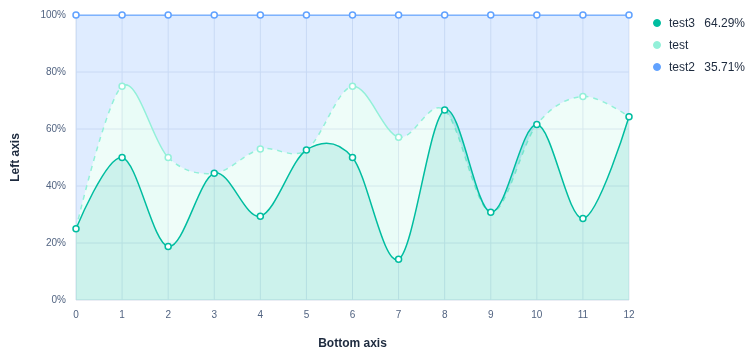 100%
80%
60%
40%
20%
0%
Left axis
0 1 2 3 4 5 6 7 8 9 10 11 12
Bottom axis
test3 64.29%
test
test2 35.71%